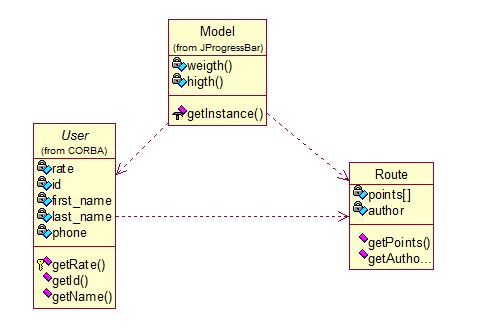 Model
(from JProgressBar)
weigth()
higth()
getInstance()
User
(from CORBA)
rate
id
first_name
last_name
phone
getRate()
getId()
getName()
Route
points[]
author
getPoints()
getAutho...